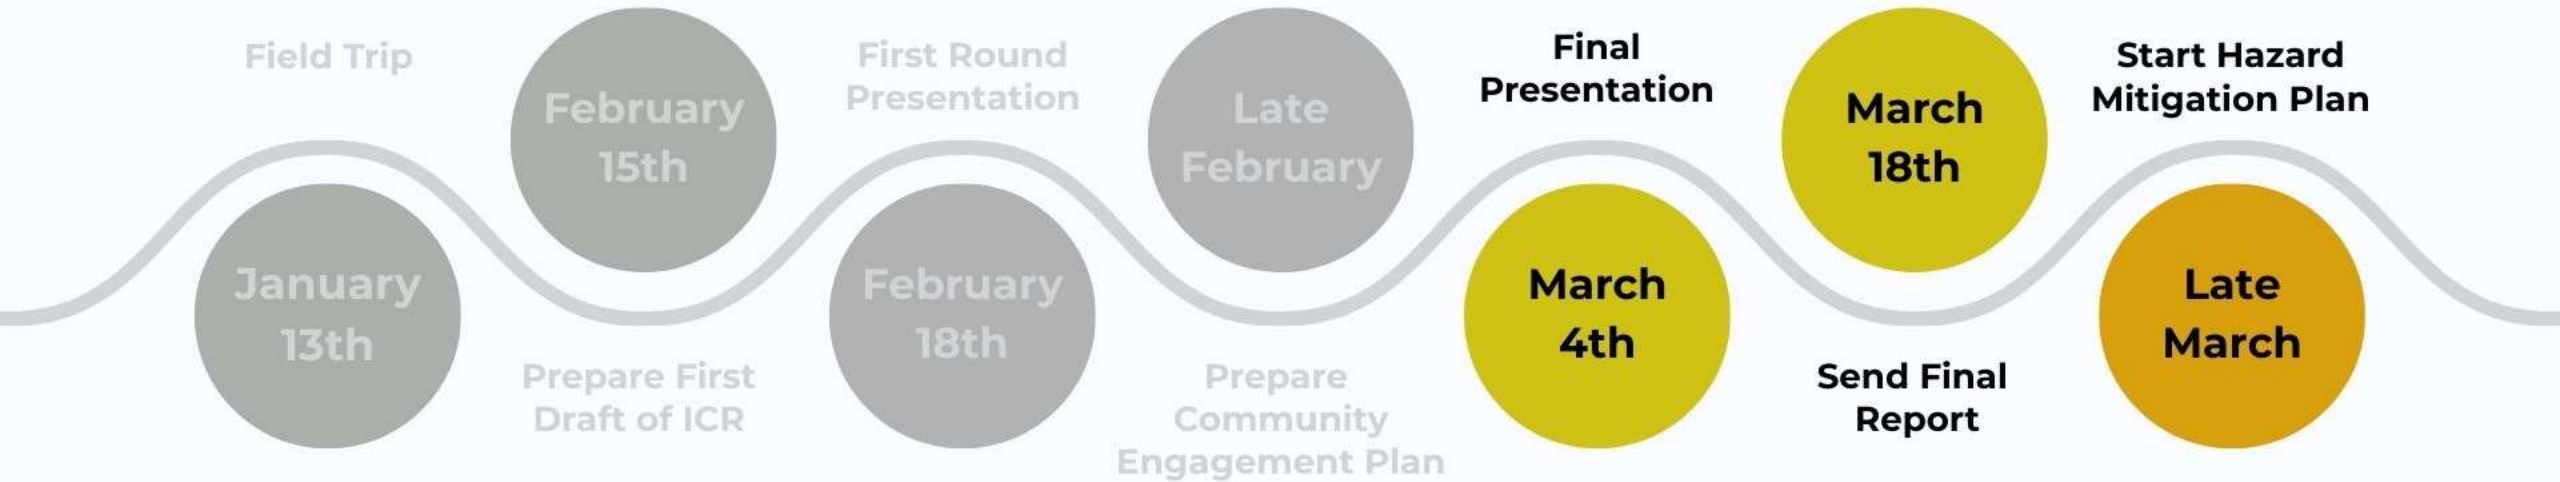 Field Trip
January
13th
February
15th
Prepare First
Draft of ICR
First Round
Presentation
February
18th
Late
February
Prepare
Community
Engagement Plan
Final
Presentation
March
4th
March
18th
Send Final
Report
Start Hazard
Mitigation Plan
Late
March